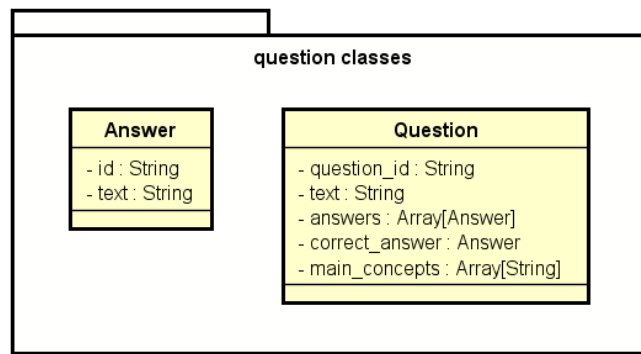 question classes
Answer
- id : String
- text : String
Question
- question_id : String
- text : String
- answers : Array[Answer]
- correct_answer : Answer
- main_concepts : Array[String]